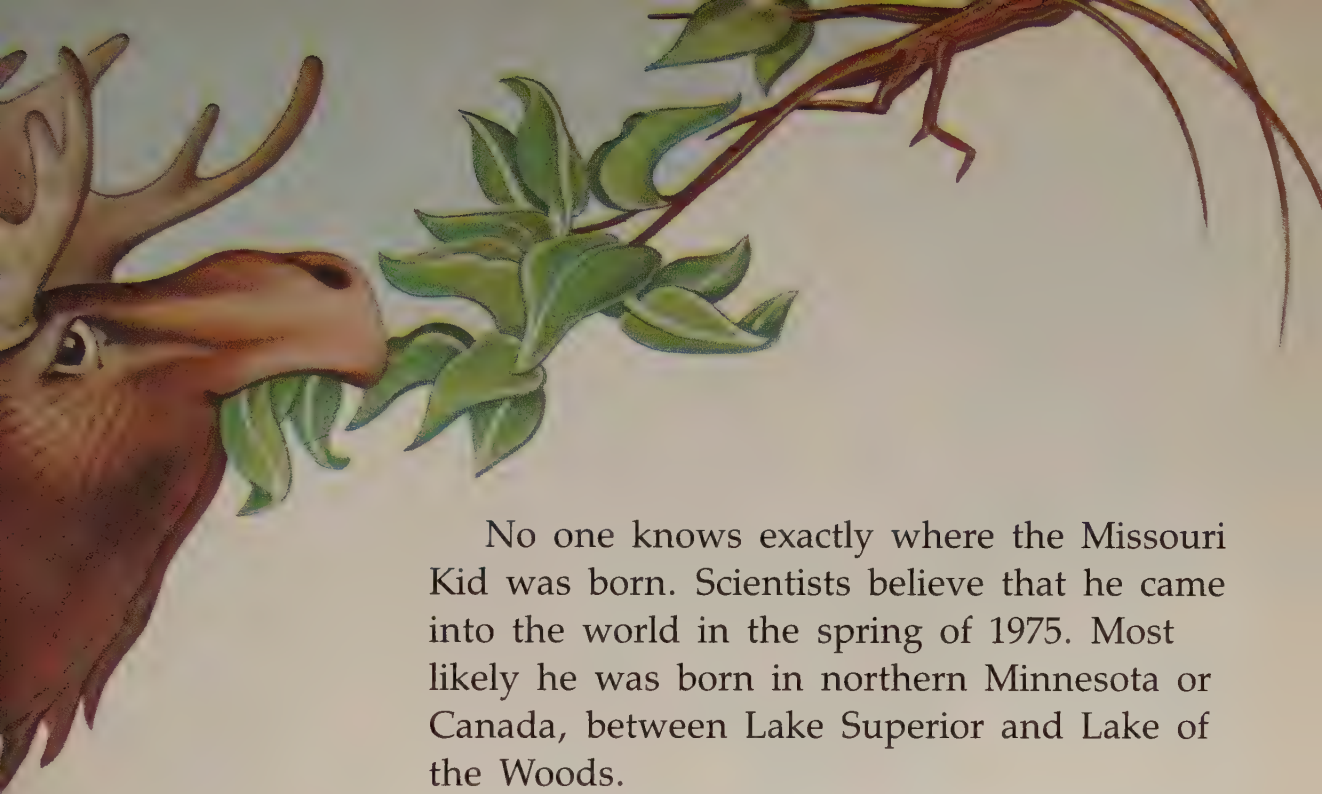 No one knows exactly where the Missouri
Kid was born. Scientists believe that he came
into the world in the spring of 1975. Most
likely he was born in northern Minnesota or
Canada, between Lake Superior and Lake of
the Woods.